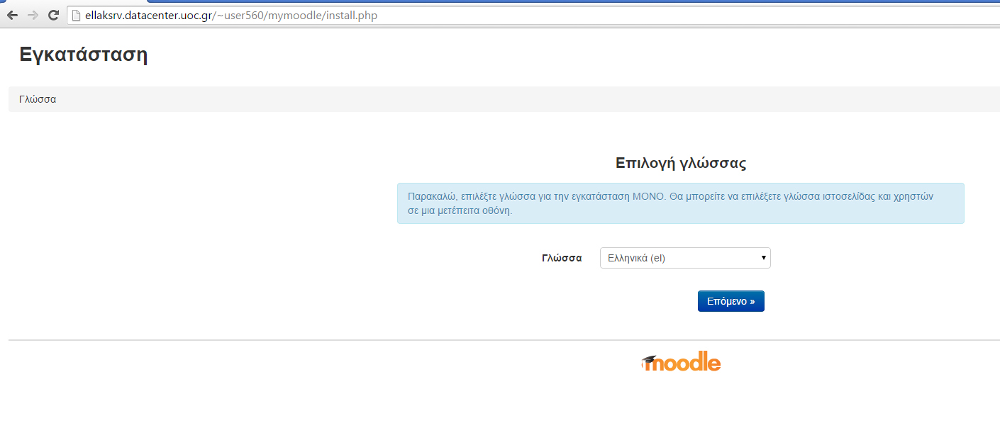 ellaksrv.datacenter.uoc.gr/~user560/mymoodle/install.php
Εγκατάσταση
Γλώσσα
Επιλογή γλώσσας
Παρακαλώ, επιλέξτε γλώσσα για την εγκατάσταση ΜΟΝΟ. Θα μπορείτε να επιλέξετε γλώσσα ιστοσελίδας και χρηστών
σε μια μετέπειτα οθόνη.
Γλώσσα Ελληνικά (el)
Επόμενο »
moodle